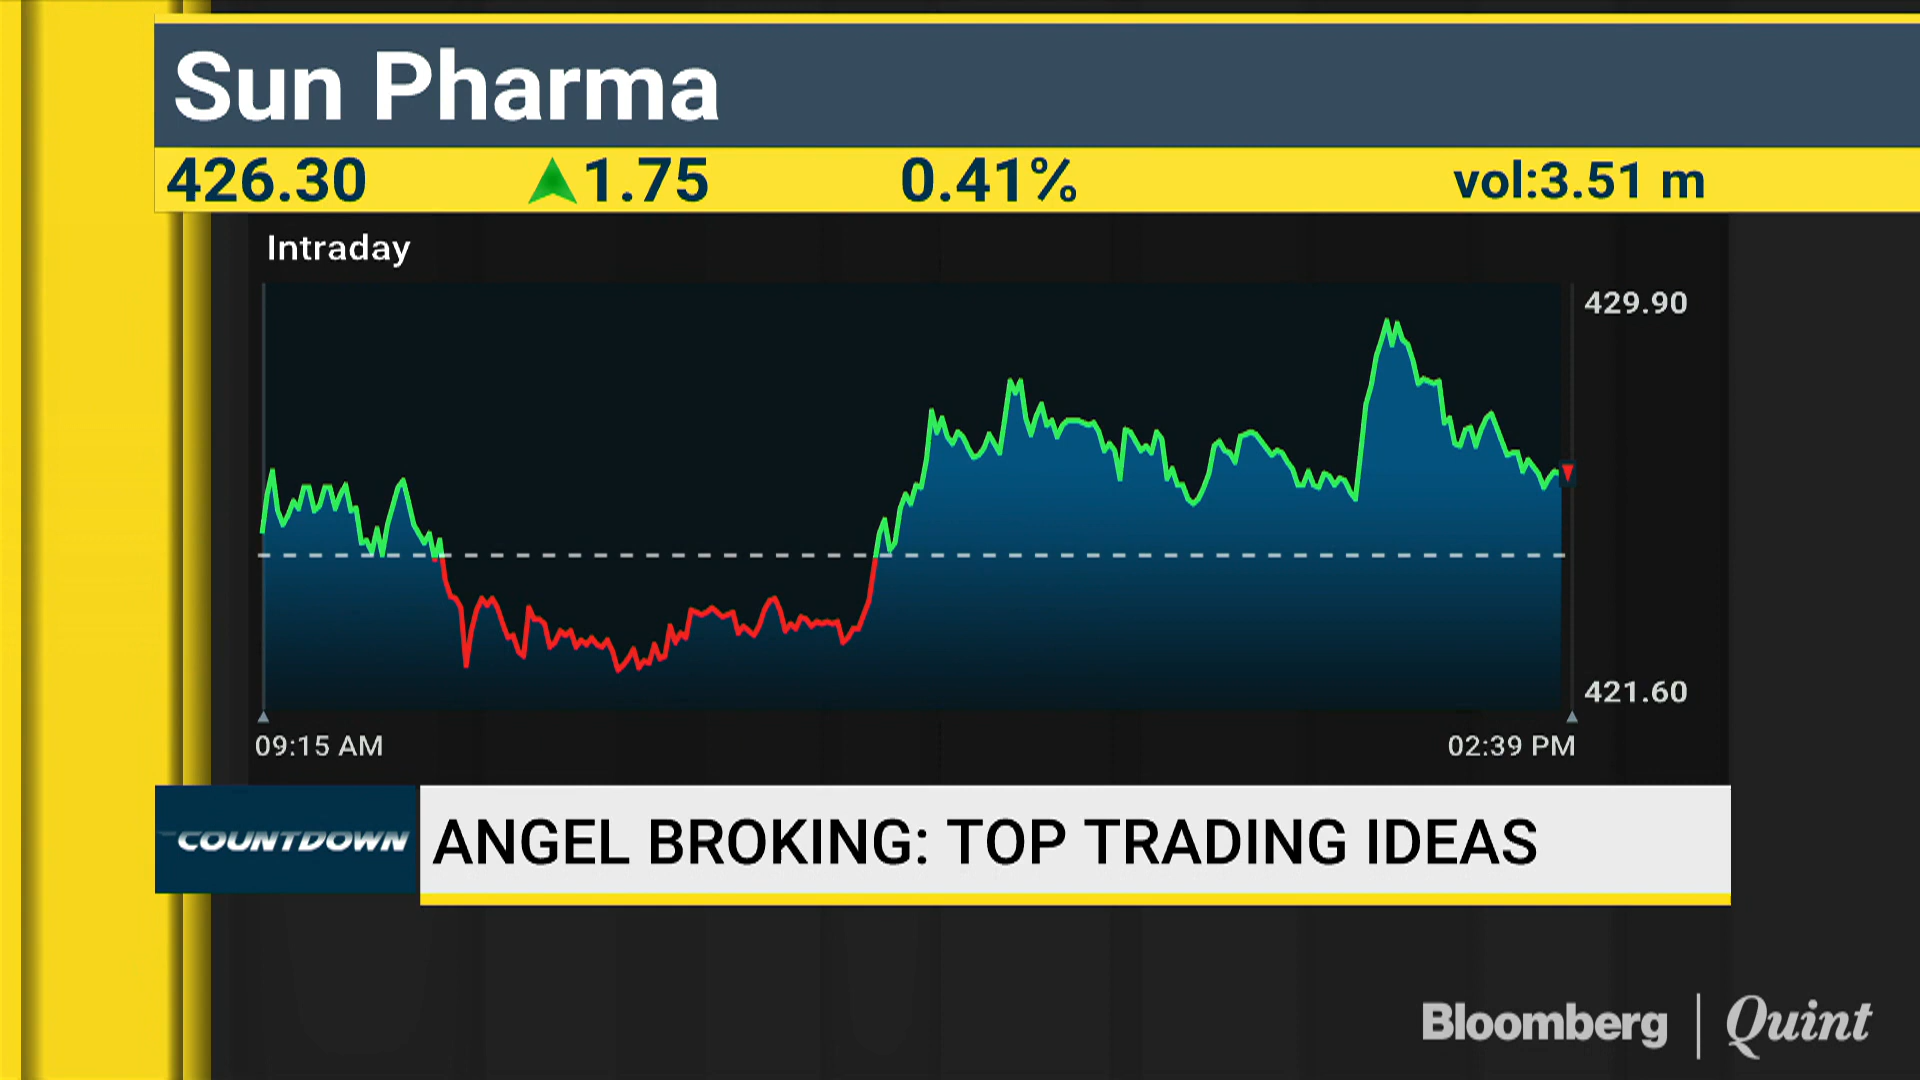 Sun Pharma
426.30 1.75 0.41% vol:3.51 m
Intraday
429.90
421.60
09:15 AM 02:39 PM
COUNTDOWN ANGEL BROKING: TOP TRADING IDEAS
Bloomberg | Quint